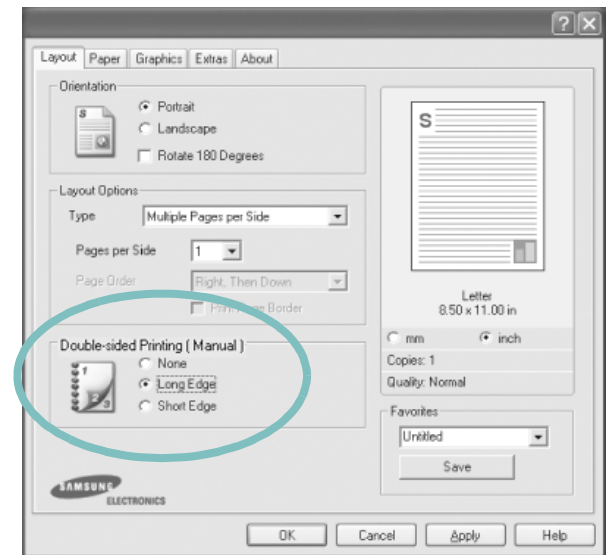 Layout Paper Graphics Extras About
Orientation
S
Portrait
Landscape
Rotate 180 Degrees
Layout Options
Type Multiple Pages per Side
Pages per Side 1
Page Order Right, Then Down
Print Page Border
Double-sided Printing ( Manual )
1
2 3
None
Long Edge
Short Edge
SAMSUNG
ELECTRONICS
S
Letter
8.50 x 11.00 in
mm inch
Copies: 1
Quality: Normal
Favorites
Untitled
Save
OK Cancel Apply Help